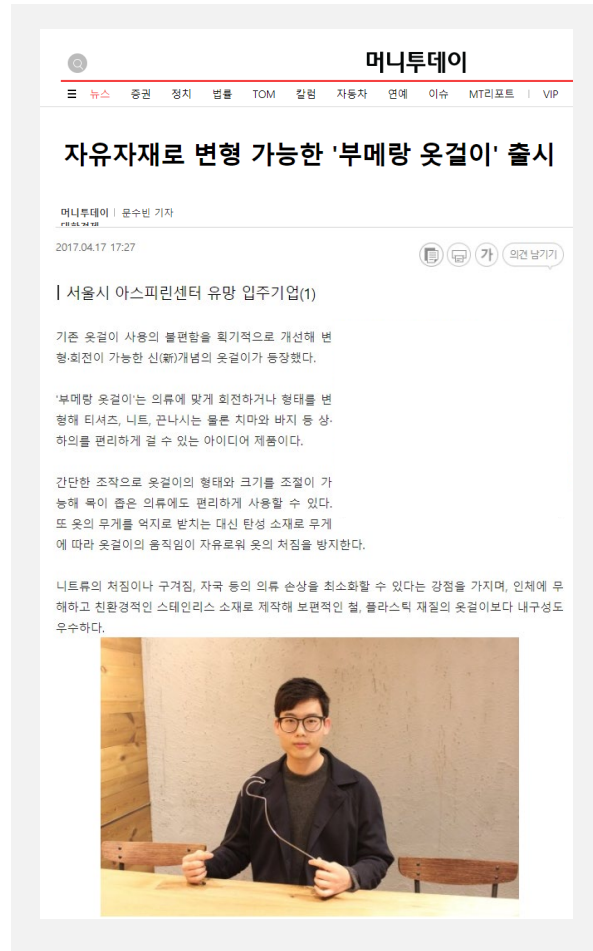 머니투데이
☰ 뉴스 증권 정치 법률 TOM 칼럼 자동차 연예 이슈 MT리포트 | VIP
자유자재로 변형 가능한 '부메랑 옷걸이' 출시
머니투데이 | 문수빈 기자
2017.04.17 17:27
가 의견 남기기
| 서울시 아스피린센터 유망 입주기업(1)
기존 옷걸이 사용의 불편함을 획기적으로 개선해 변
형·회전이 가능한 신(新)개념의 옷걸이가 등장했다.
'부메랑 옷걸이'는 의류에 맞게 회전하거나 형태를 변
형해 티셔츠, 니트, 끈나시는 물론 치마와 바지 등 상·
하의를 편리하게 걸 수 있는 아이디어 제품이다.
간단한 조작으로 옷걸이의 형태와 크기를 조절이 가
능해 목이 좁은 의류에도 편리하게 사용할 수 있다.
또 옷의 무게를 억지로 받치는 대신 탄성 소재로 무게
에 따라 옷걸이의 움직임이 자유로워 옷의 처짐을 방지한다.
니트류의 처짐이나 구겨짐, 자국 등의 의류 손상을 최소화할 수 있다는 강점을 가지며, 인체에 무
해하고 친환경적인 스테인리스 소재로 제작해 보편적인 철, 플라스틱 재질의 옷걸이보다 내구성도
우수하다.